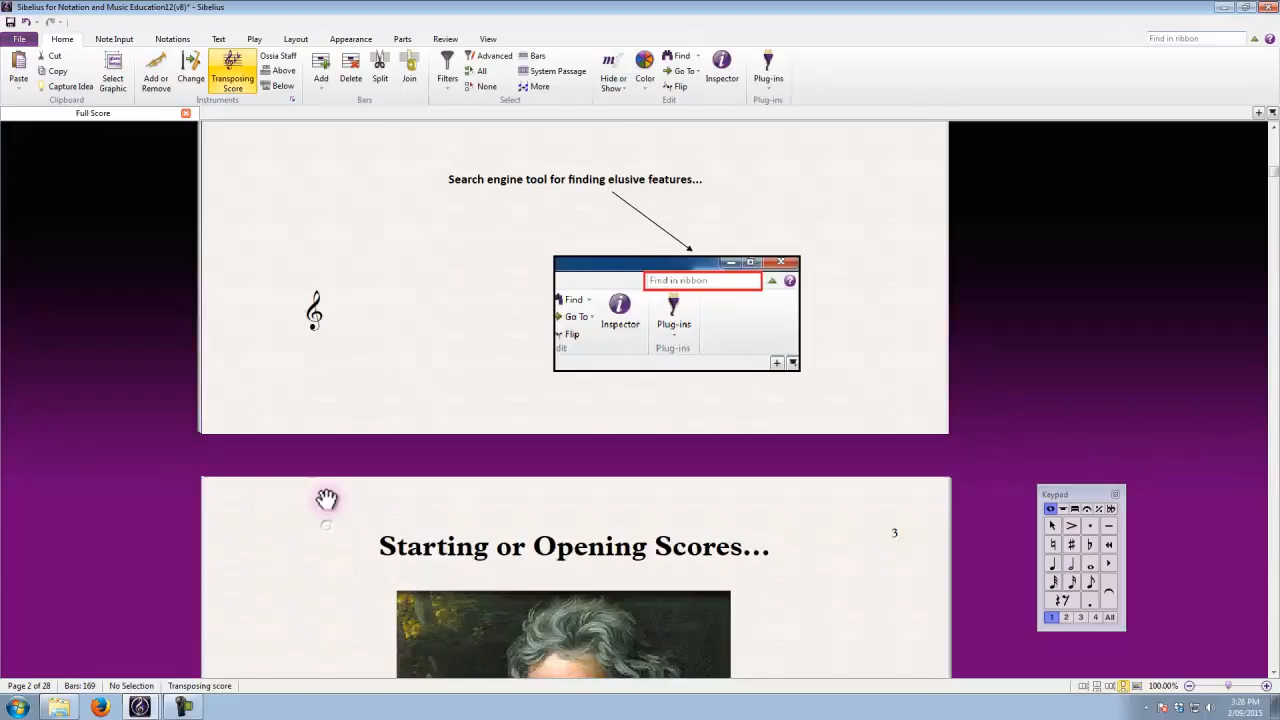 Sibelius for Notation and Music Education12(v8)* - Sibelius
File Home Note Input Notations Text Play Layout Appearance Parts Review View Find in ribbon
Paste Cut Copy Capture Idea Select Graphic Add or Remove Change Transposing Score Ossia Staff Above Below Add Delete Split Join Filters Advanced All None Bars System Passage More Hide or Show Color Find Go To Flip Inspector Plug-ins
Clipboard Instruments Bars Select Edit Plug-ins
Full Score
Search engine tool for finding elusive features...
Find in ribbon
Find
Go To
Flip
Inspector
Plug-ins
dit
Plug-ins
3
Starting or Opening Scores...
Keypad
1 2 3 4 All
Page 2 of 28 Bars: 169 No Selection Transposing score 100.00%
3:28 PM
2/09/2015